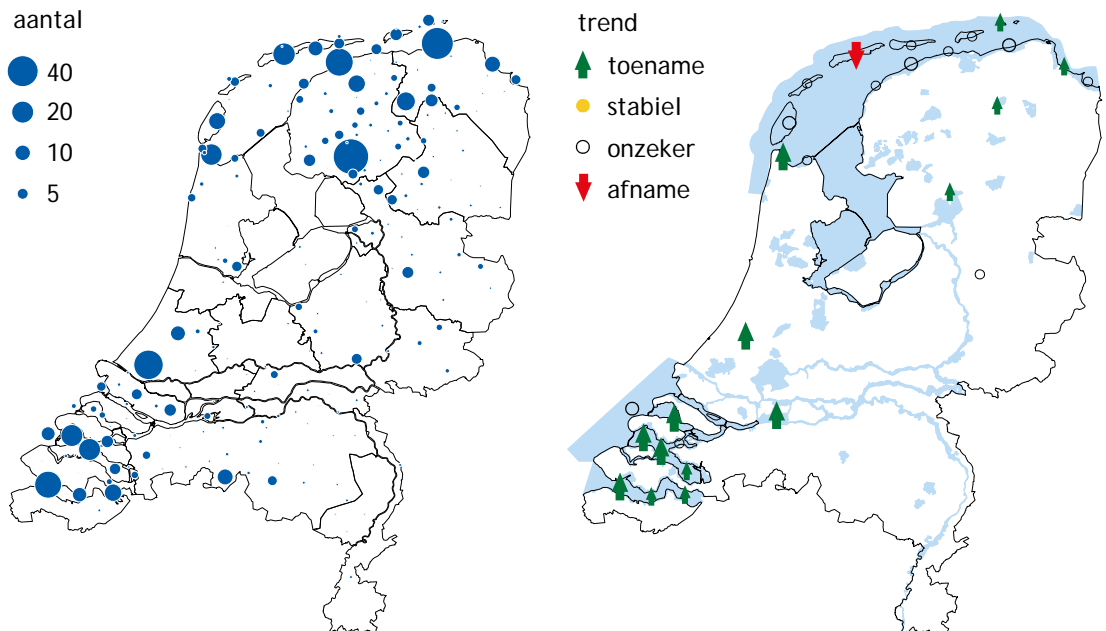 aantal
40
20
10
5
trend
toename
stabiel
onzeker
afname